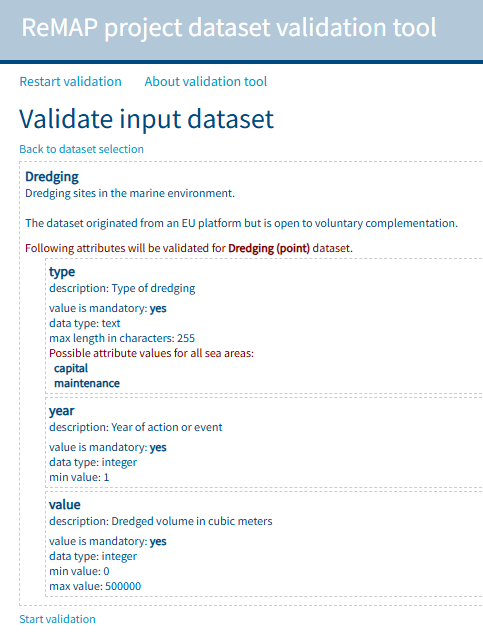 ReMAP project dataset validation tool
Restart validation About validation tool
Validate input dataset
Back to dataset selection
Dredging
Dredging sites in the marine environment.
The dataset originated from an EU platform but is open to voluntary complementation.
Following attributes will be validated for Dredging (point) dataset.
type
description: Type of dredging
value is mandatory: yes
data type: text
max length in characters: 255
Possible attribute values for all sea areas:
capital
maintenance
year
description: Year of action or event
value is mandatory: yes
data type: integer
min value: 1
value
description: Dredged volume in cubic meters
value is mandatory: yes
data type: integer
min value: 0
max value: 500000
Start validation